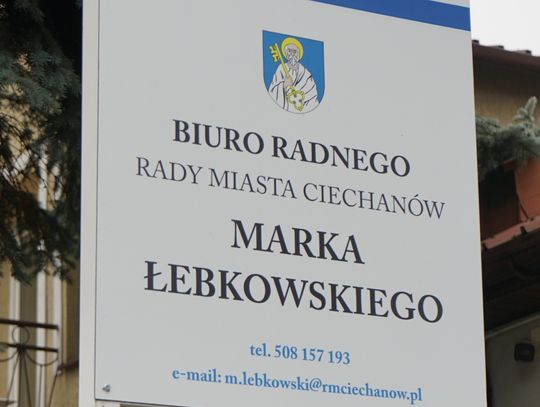 BIURO RADNEGO
RADY MIASTA CIECHANÓW
MARKA
ŁEBKOWSKIEGO
tel. 508 157 193
e-mail: m.lebkowski@rmciechanow.pl